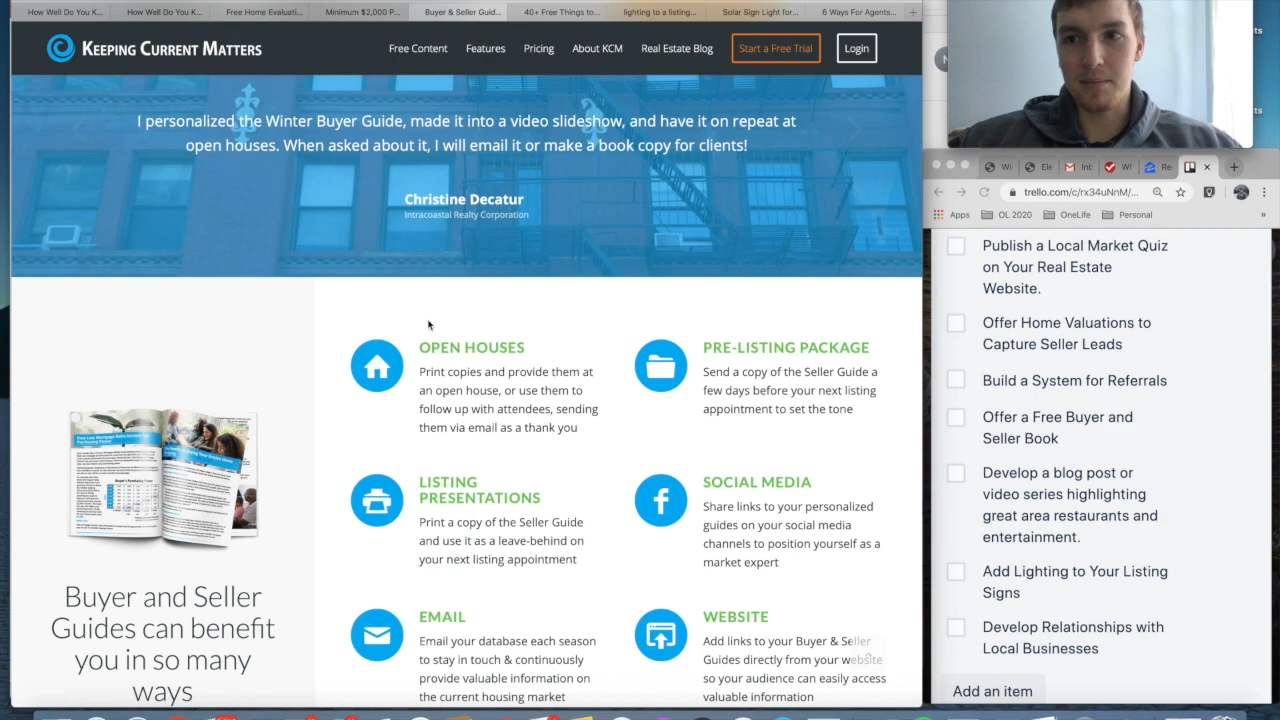 How Well Do You K...
How Well Do You K...
Free Home Evaluati...
Minimum $2,000 P...
Buyer & Seller Guid...
40+ Free Things to...
lighting to a listing...
Solar Sign Light for...
6 Ways For Agents...
KEEPING CURRENT MATTERS
Free Content
Features
Pricing
About KCM
Real Estate Blog
Start a Free Trial
Login
I personalized the Winter Buyer Guide, made it into a video slideshow, and have it on repeat at
open houses. When asked about it, I will email it or make a book copy for clients!
Christine Decatur
Intracoastal Realty Corporation
Buyer and Seller
Guides can benefit
you in so many
ways
OPEN HOUSES
Print copies and provide them at
an open house, or use them to
follow up with attendees, sending
them via email as a thank you
PRE-LISTING PACKAGE
Send a copy of the Seller Guide a
few days before your next listing
appointment to set the tone
LISTING
PRESENTATIONS
Print a copy of the Seller Guide
and use it as a leave-behind on
your next listing appointment
SOCIAL MEDIA
Share links to your personalized
guides on your social media
channels to position yourself as a
market expert
EMAIL
Email your database each season
to stay in touch & continuously
provide valuable information on
the current housing market
WEBSITE
Add links to your Buyer & Seller
Guides directly from your website
so your audience can easily access
valuable information
trello.com/c/rx34uNnM/...
Apps
OL 2020
OneLife
Personal
»
Publish a Local Market Quiz
on Your Real Estate
Website.
Offer Home Valuations to
Capture Seller Leads
Build a System for Referrals
Offer a Free Buyer and
Seller Book
Develop a blog post or
video series highlighting
great area restaurants and
entertainment.
Add Lighting to Your Listing
Signs
Develop Relationships with
Local Businesses
Add an item